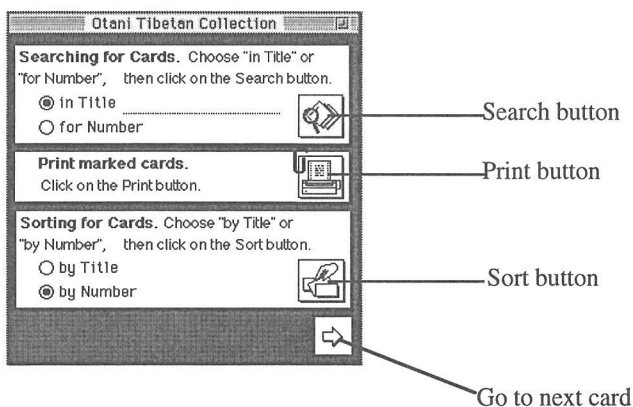 Otani Tibetan Collection
Searching for Cards. Choose "in Title" or
"for Number", then click on the Search button.
in Title
for Number
Search button
Print marked cards.
Click on the Print button.
Print button
Sorting for Cards. Choose "by Title" or
"by Number", then click on the Sort button.
by Title
by Number
Sort button
Go to next card